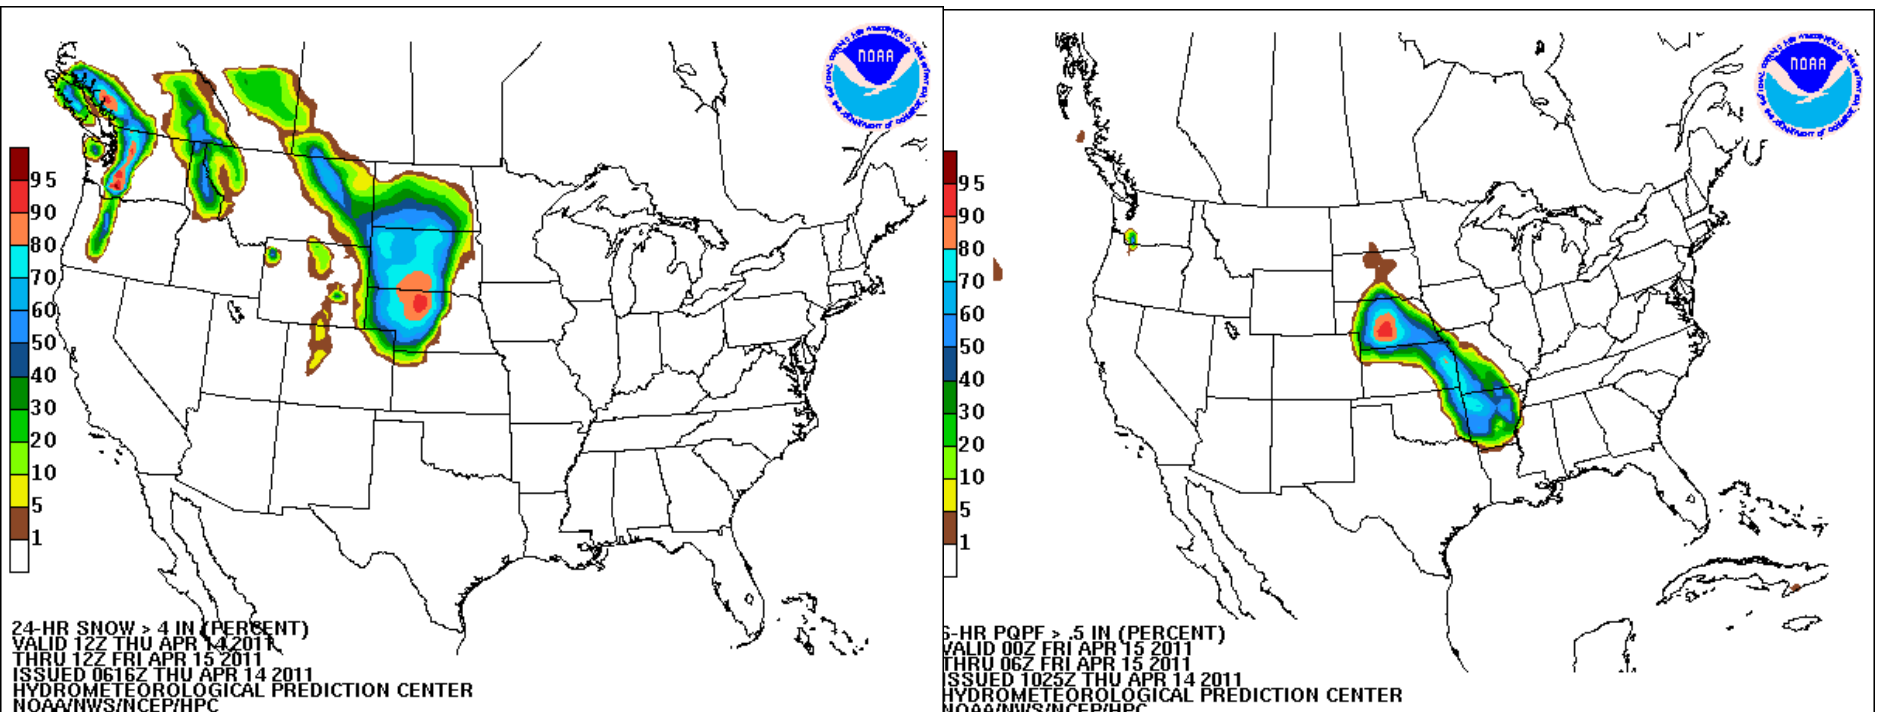 NOAA
95
90
80
70
60
50
40
30
20
10
5
1
24-HR SNOW > 4 IN (PERCENT)
VALID 12Z THU APR 14 2011
THRU 12Z FRI APR 15 2011
ISSUED 0616Z THU APR 14 2011
HYDROMETEOROLOGICAL PREDICTION CENTER
NOAA/NWS/NCEP/HPC
NOAA
95
90
80
70
60
50
40
30
20
10
5
1
6-HR PQPF > .5 IN (PERCENT)
VALID 00Z FRI APR 15 2011
THRU 06Z FRI APR 15 2011
ISSUED 1025Z THU APR 14 2011
HYDROMETEOROLOGICAL PREDICTION CENTER
NOAA/NWS/NCEP/HPC